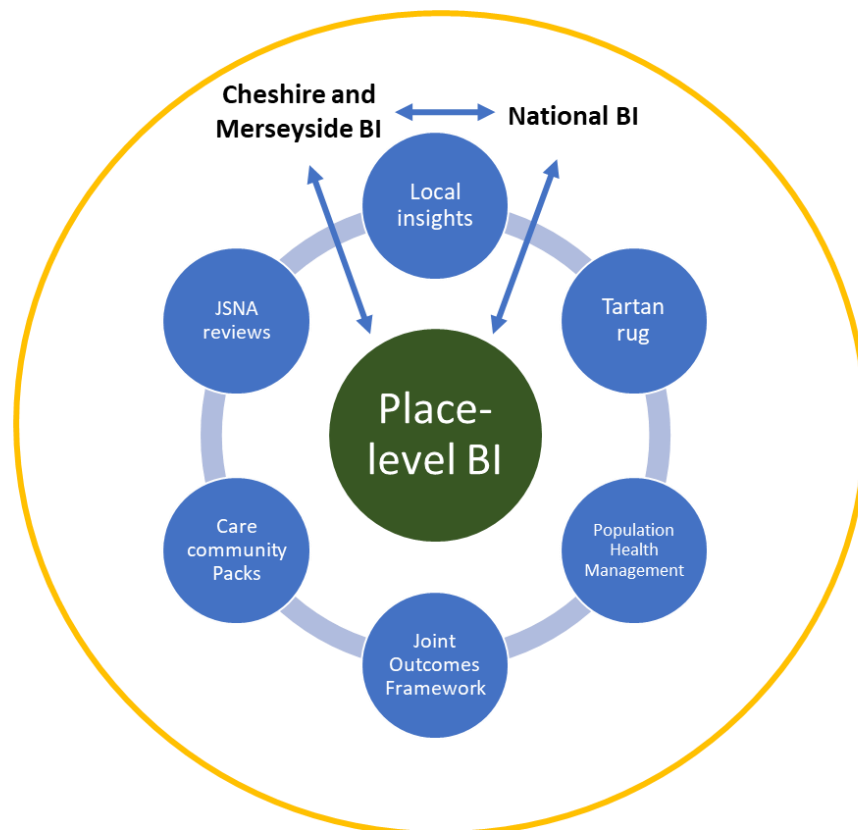 Cheshire and
Merseyside BI
National BI
Local
insights
Tartan
rug
Population
Health
Management
Joint
Outcomes
Framework
Care
community
Packs
JSNA
reviews
Place-
level BI